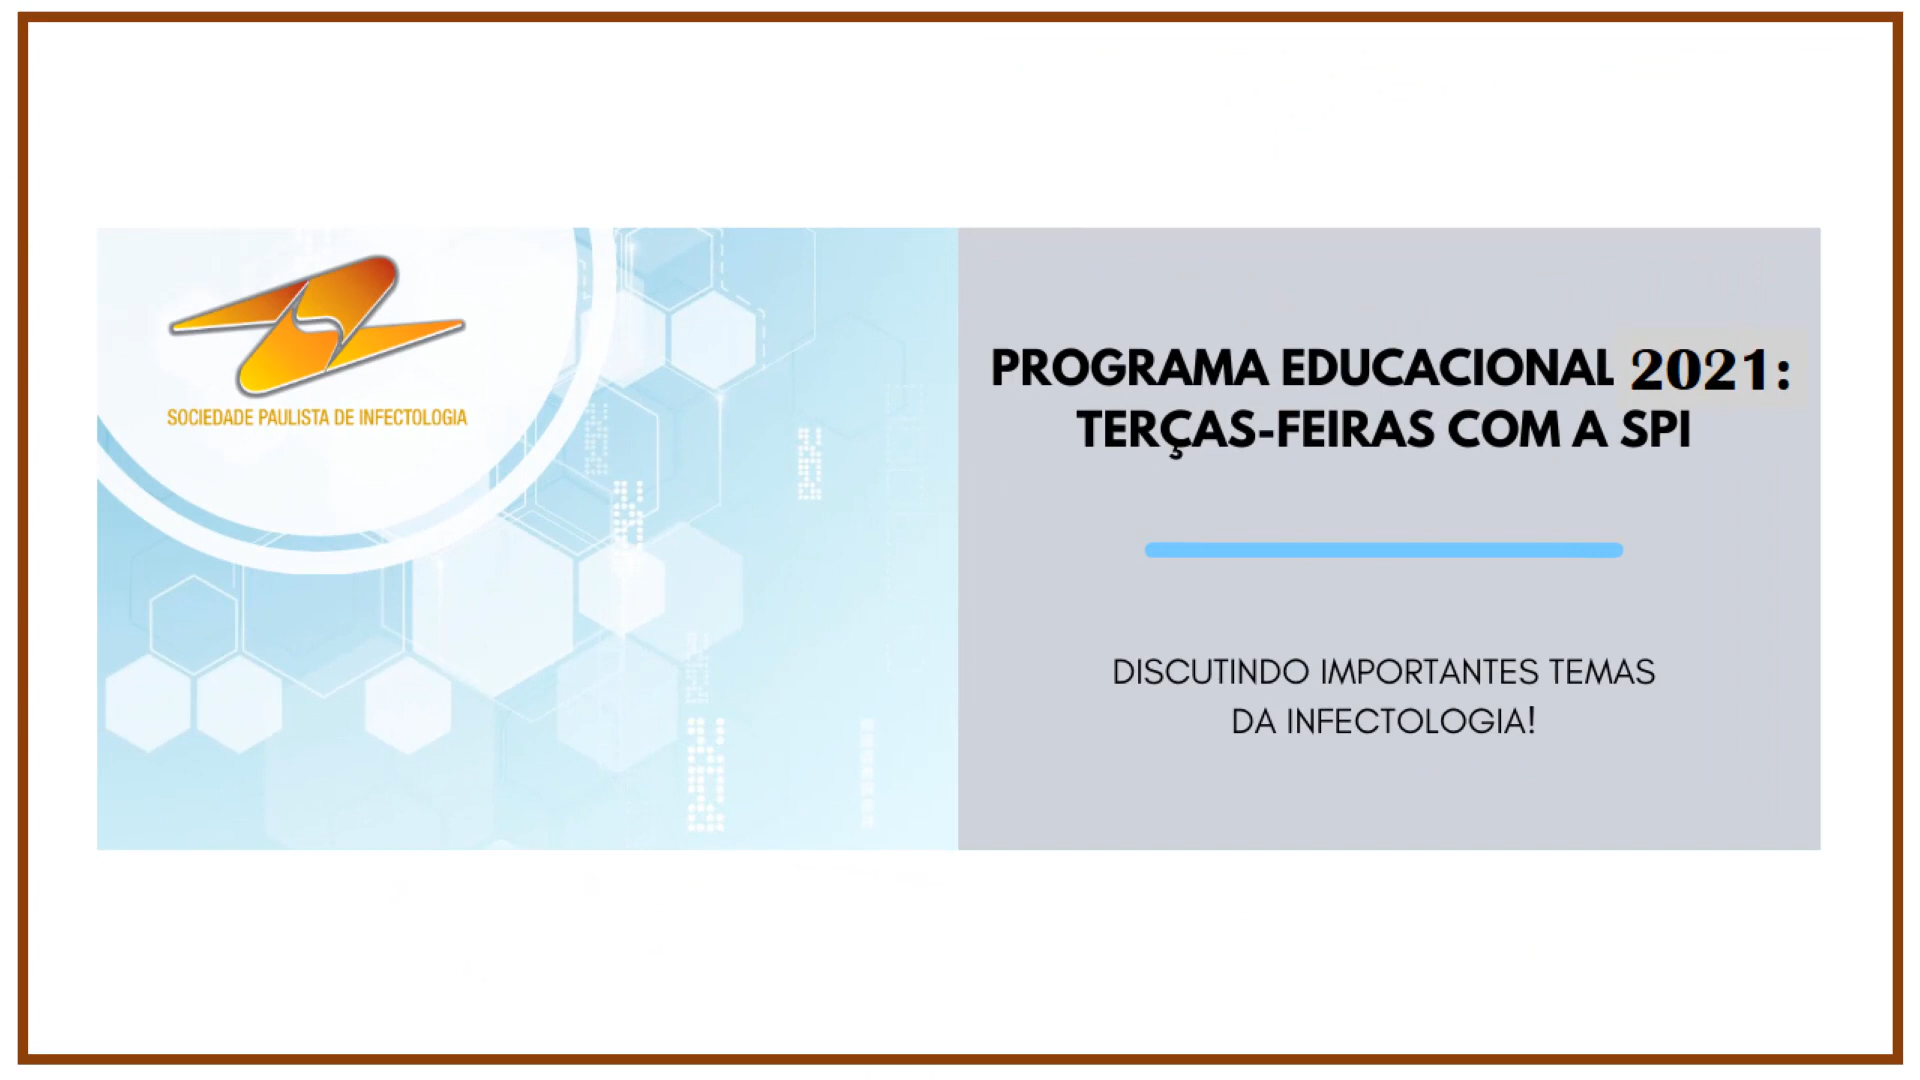 SOCIEDADE PAULISTA DE INFECTOLOGIA
PROGRAMA EDUCACIONAL 2021:
TERÇAS-FEIRAS COM A SPI
DISCUTINDO IMPORTANTES TEMAS
DA INFECTOLOGIA!